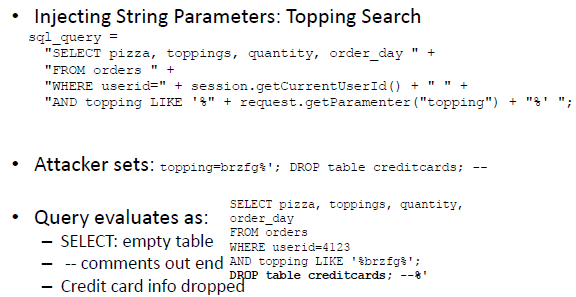 • Injecting String Parameters: Topping Search
sql_query =
"SELECT pizza, toppings, quantity, order_day " +
"FROM orders " +
"WHERE userid=" + session.getCurrentUserId() + " " +
"AND topping LIKE '%" + request.getParamenter("topping") + "%' ";
• Attacker sets: topping=brzfg%'; DROP table creditcards; --
• Query evaluates as:
– SELECT: empty table
– -- comments out end
– Credit card info dropped
SELECT pizza, toppings, quantity,
order_day
FROM orders
WHERE userid=4123
AND topping LIKE '%brzfg%';
DROP table creditcards; --%'